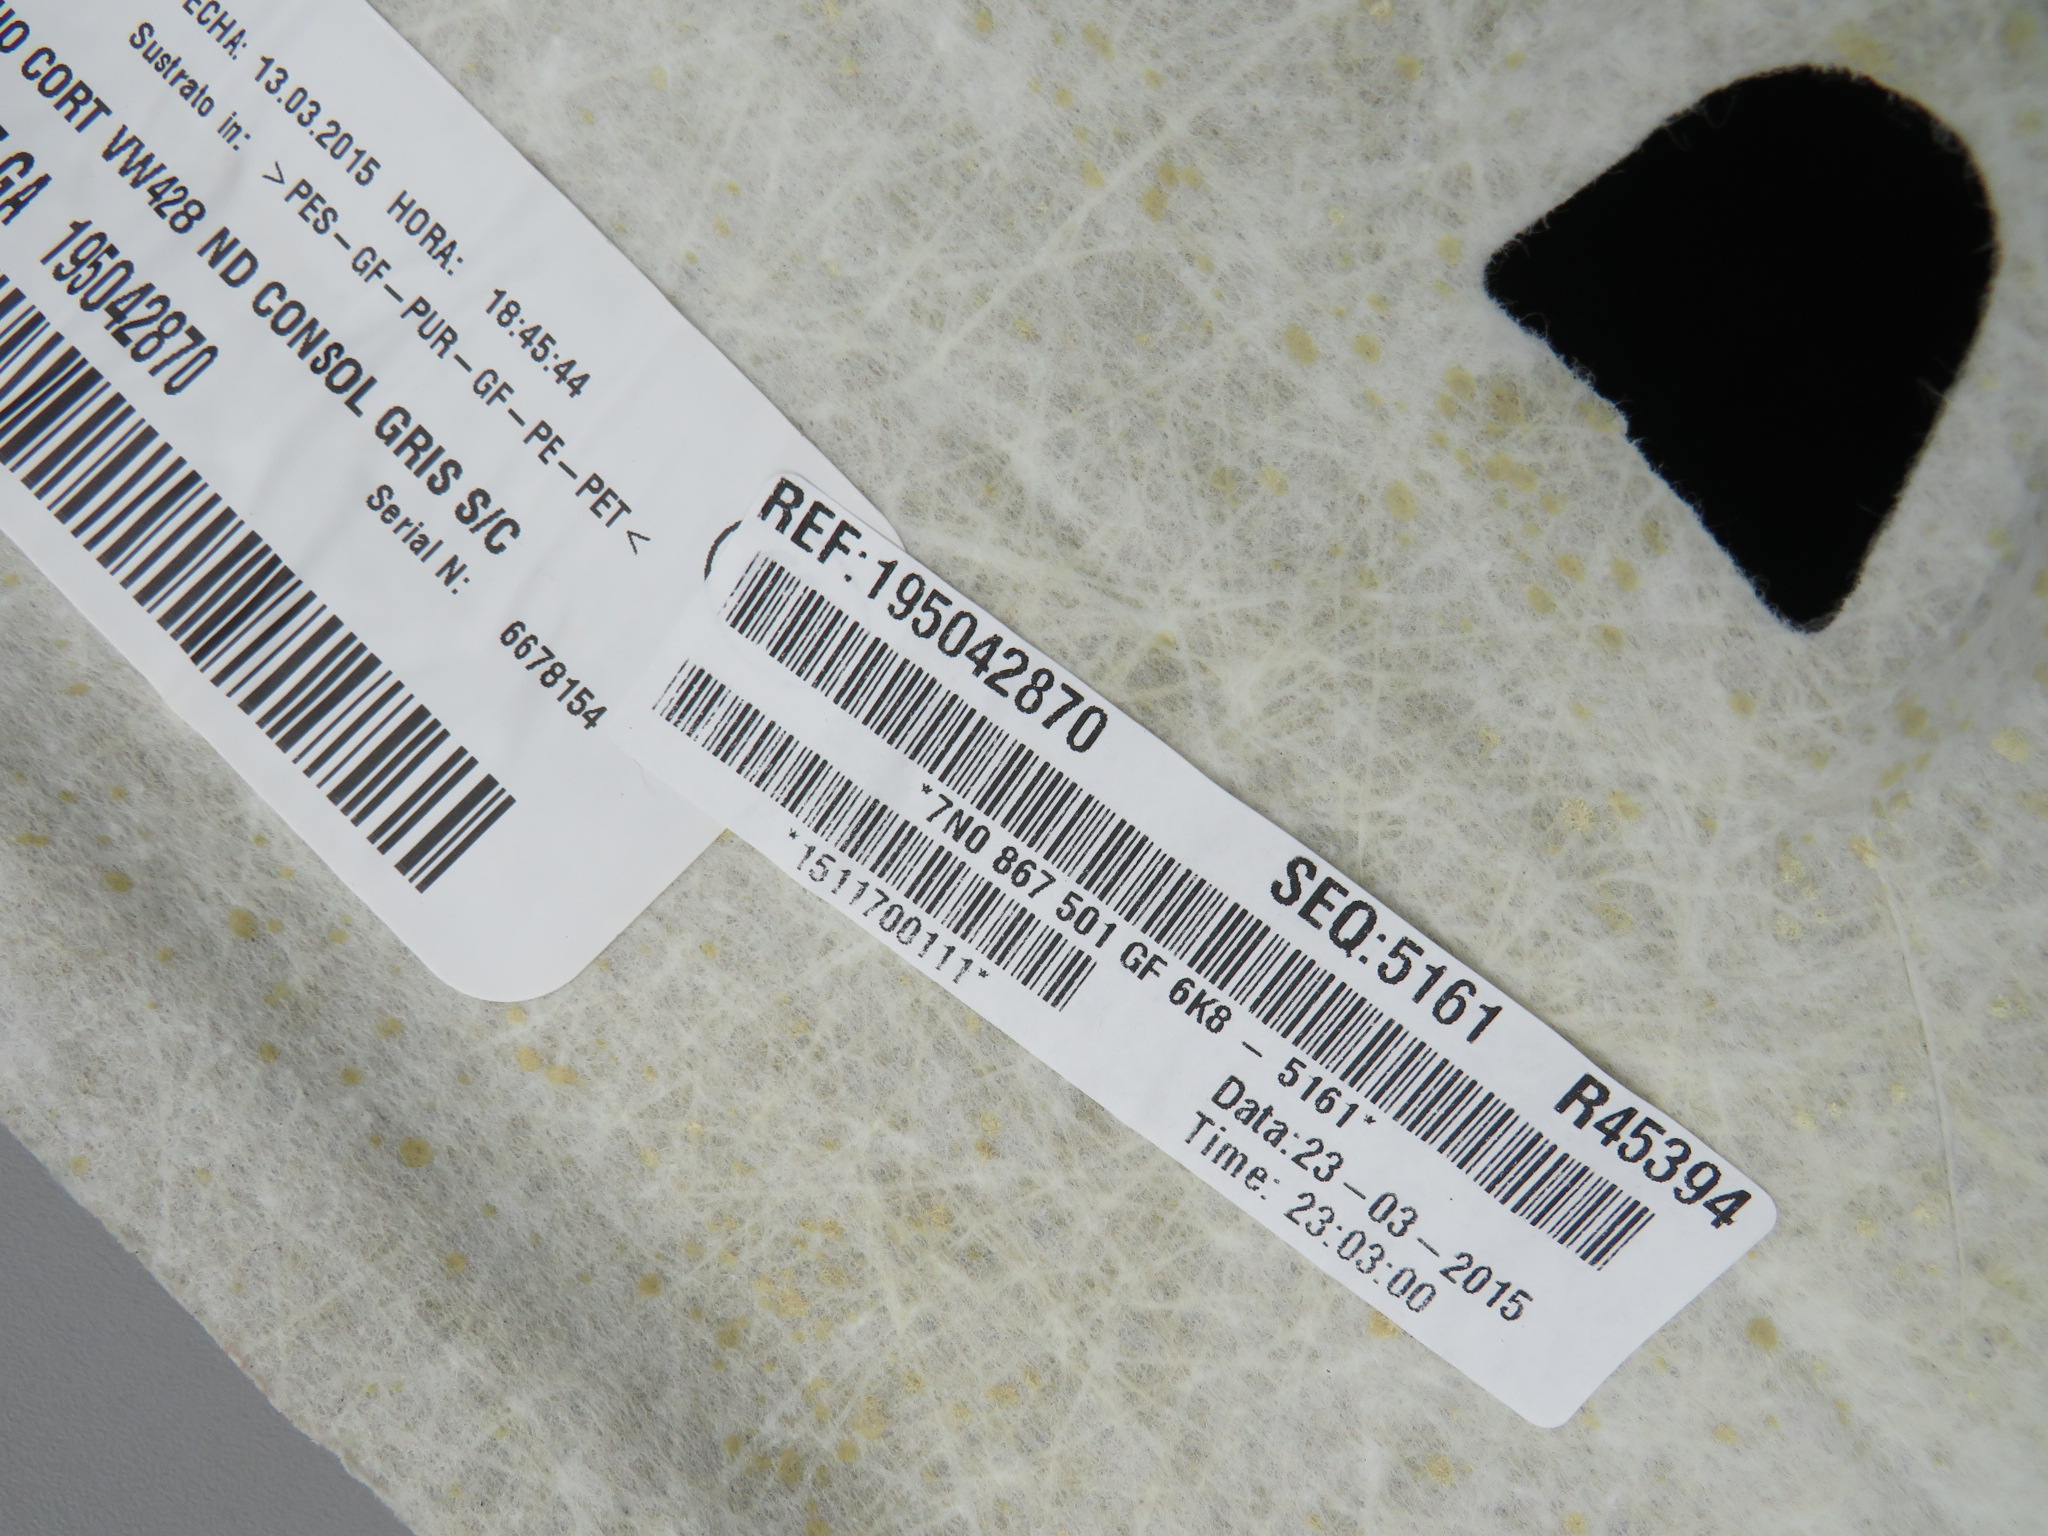 13.03.2015 HORA: 18:45:44
Sustrato in: >PES-GF-PUR-GF-PE-PET<
CORT VW428 ND CONSOL GRIS S/C
Serial N: 6678154
195042870
REF:195042870 SEQ:5161 R45394
*7N0 867 501 GF 6K8 - 5161*
*1511700111*
Data:23-03-2015
Time: 23:03:00